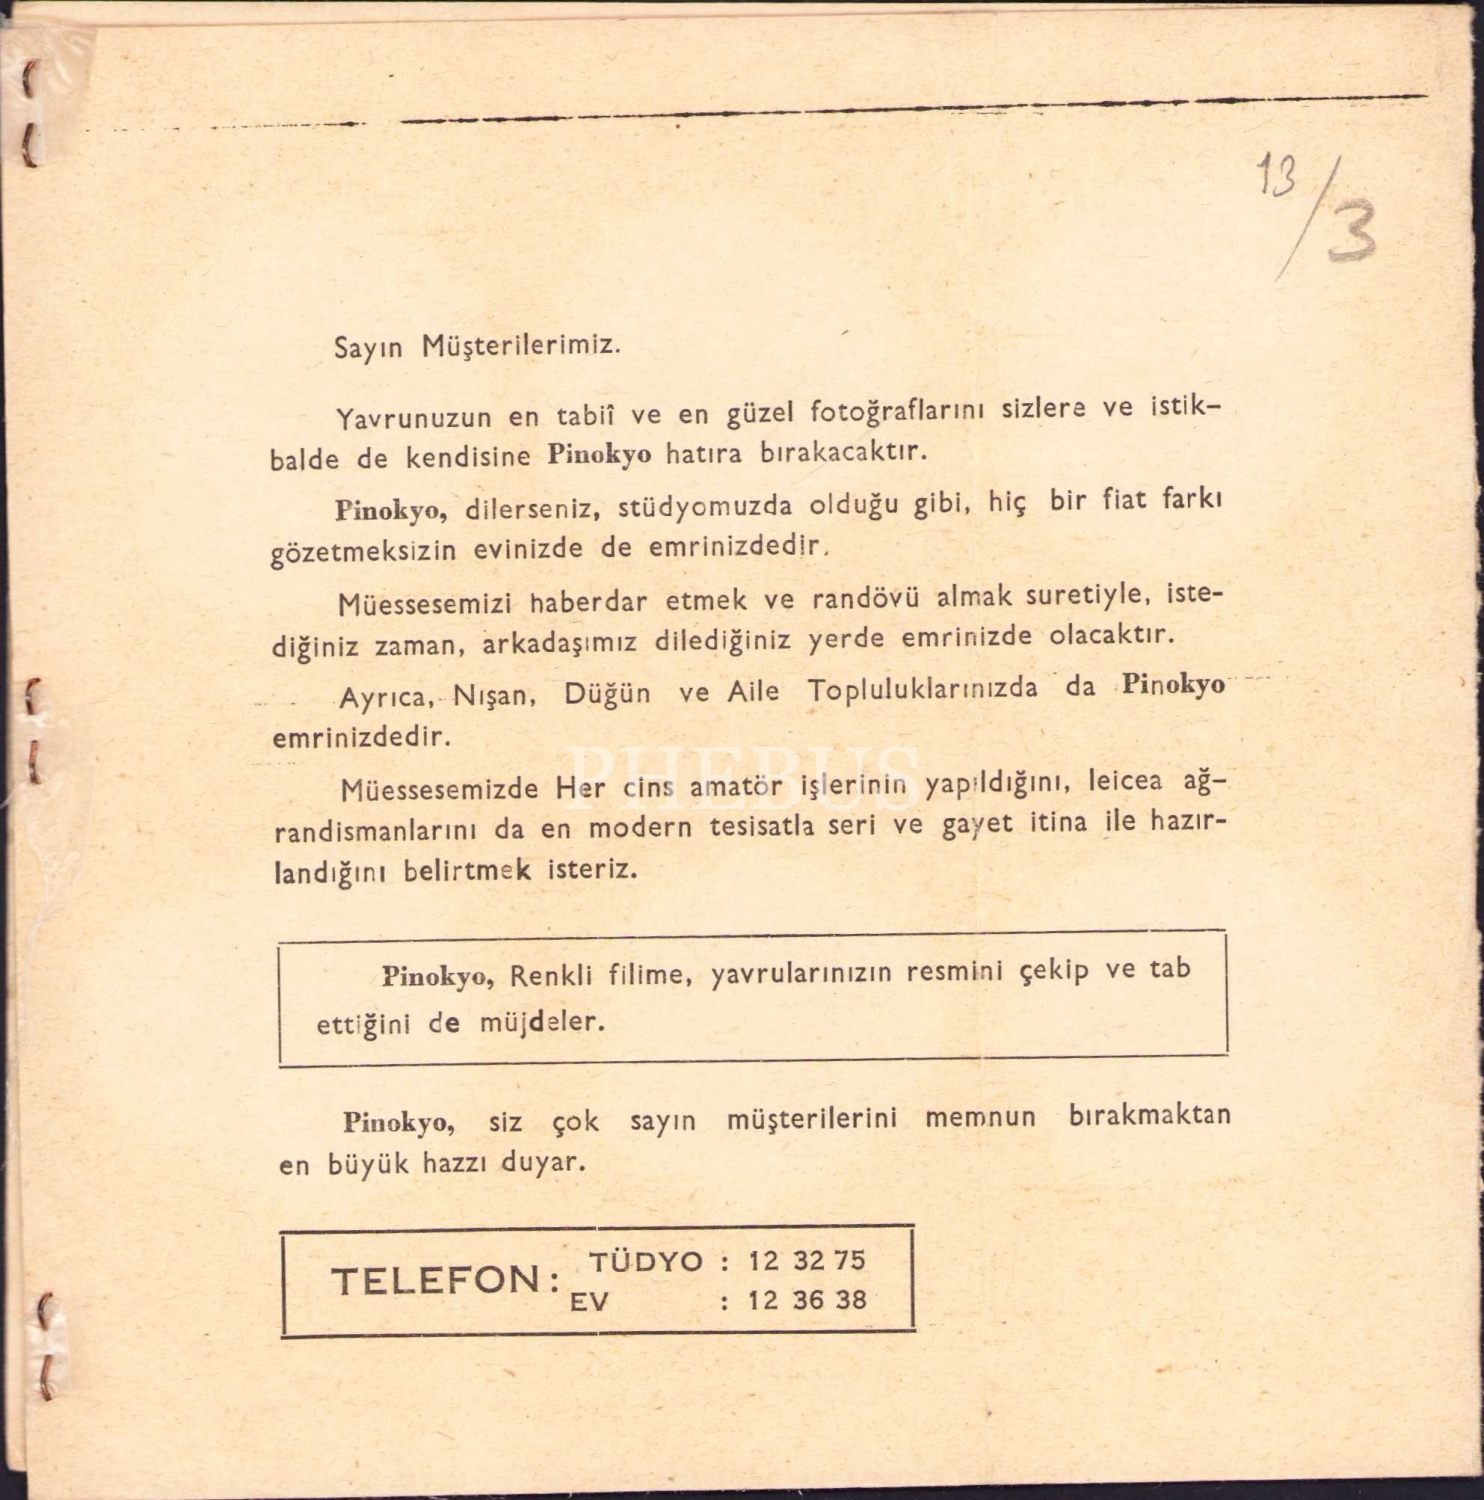 13/3
Sayın Müşterilerimiz.
Yavrunuzun en tabiî ve en güzel fotoğraflarını sizlere ve istik-
balde de kendisine Pinokyo hatıra bırakacaktır.
Pinokyo, dilerseniz, stüdyomuzda olduğu gibi, hiç bir fiat farkı
gözetmeksizin evinizde de emrinizdedir.
Müessesemizi haberdar etmek ve randövü almak suretiyle, iste-
diğiniz zaman, arkadaşımız dilediğiniz yerde emrinizde olacaktır.
Ayrıca, Nışan, Düğün ve Aile Topluluklarınızda da Pinokyo
emrinizdedir.
PHEBUS
Müessesemizde Her cins amatör işlerinin yapıldığını, leicea ağ-
randismanlarını da en modern tesisatla seri ve gayet itina ile hazır-
landığını belirtmek isteriz.
Pinokyo, Renkli filime, yavrularınızın resmini çekip ve tab
ettiğini de müjdeler.
Pinokyo, siz çok sayın müşterilerini memnun bırakmaktan
en büyük hazzı duyar.
TELEFON: TÜDYO : 12 32 75
EV : 12 36 38